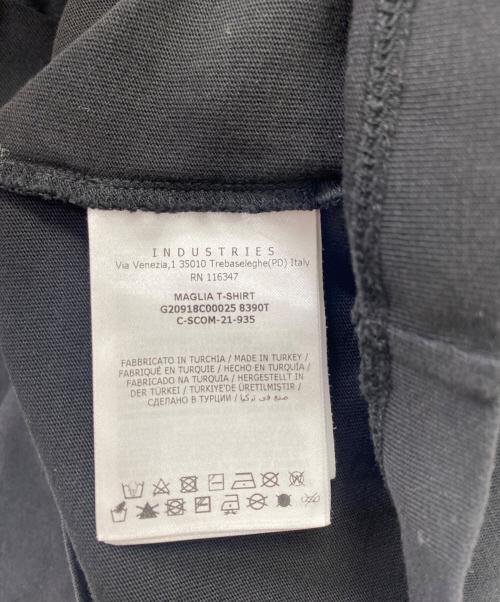 INDUSTRIES
Via Venezia,1 35010 Trebaseleghe(PD) Italy
RN 116347
MAGLIA T-SHIRT
G20918C00025 8390T
C-SCOM-21-935
FABBRICATO IN TURCHIA / MADE IN TURKEY /
FABRIQUÉ EN TURQUIE / HECHO EN TURQUÍA /
FABRICADO NA TURQUIA / HERGESTELLT IN
DER TÜRKEI / TÜRKIYE'DE ÜRETILMIŞTIR /
СДЕЛАНО В ТУРЦИИ / صنع في تركيا